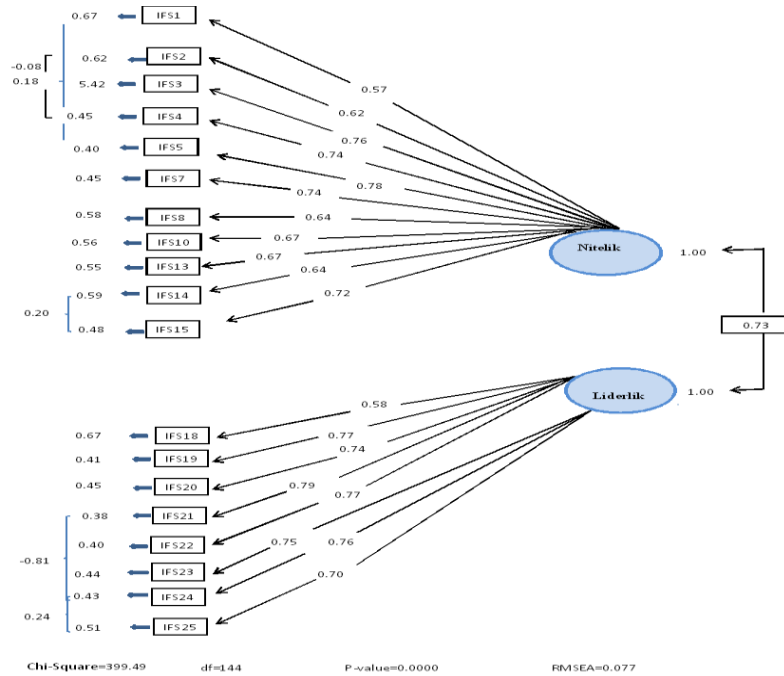 0.67 IFS1
-0.08 0.62 IFS2
0.18 5.42 IFS3 0.57
0.45 IFS4 0.62
0.40 IFS5 0.76
0.74
0.45 IFS7 0.78
0.74
0.58 IFS8 0.64
0.56 IFS10 0.67
0.55 IFS13 0.67 Nitelik 1.00
0.59 IFS14 0.64
0.20 0.72
0.48 IFS15
0.73
Liderlik 1.00
0.58
0.67 IFS18 0.77
0.41 IFS19 0.74
0.45 IFS20 0.79
0.77
0.38 IFS21
0.40 IFS22 0.75 0.76
-0.81
0.44 IFS23 0.70
0.43 IFS24
0.24
0.51 IFS25
Chi-Square=399.49 df=144 P-value=0.0000 RMSEA=0.077